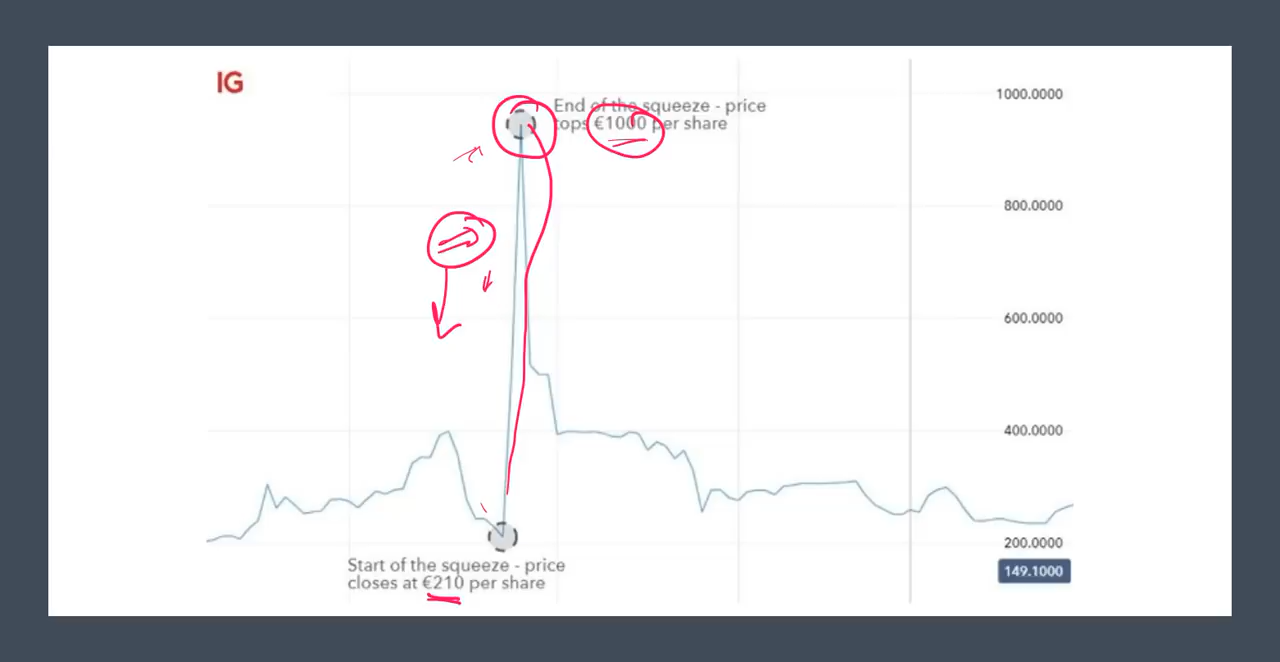 IG
End of the squeeze - price
tops €1000 per share
1000.0000
800.0000
600.0000
400.0000
200.0000
149.1000
Start of the squeeze - price
closes at €210 per share